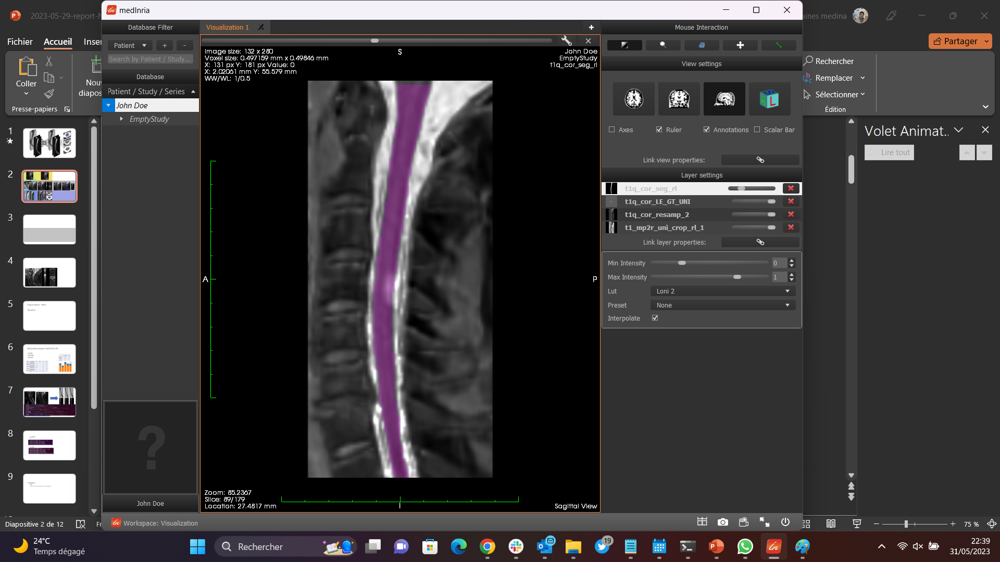 2023-05-29-report-N
medInria
aines medina
Fichier
Accueil
Inser
Partager
Coller
Nouv
diapos
Presse-papiers
Rechercher
Remplacer
Sélectionner
Édition
Database Filter
Patient
+
-
Search by Patient / Study...
Database
Patient / Study / Series
John Doe
EmptyStudy
?
John Doe
Visualization 1
+
Image size: 132 x 280
Voxel size: 0.497159 mm x 0.49846 mm
X: 131 px Y: 181 px Value: 0
X: 2.02061 mm Y: 55.579 mm
WW/WL: 1/0.5
S
John Doe
EmptyStudy
t1q_cor_seg_rl
A
P
Zoom: 85.2367
Slice: 89/179
Location: 27.4817 mm
I
Sagittal View
Mouse Interaction
View settings
A S L
Axes
Ruler
Annotations
Scalar Bar
Link view properties:
Layer settings
t1q_cor_seg_rl
t1q_cor_LE_GT_UNI
t1q_cor_resamp_2
t1_mp2r_uni_crop_rl_1
Link layer properties:
Min Intensity
0
Max Intensity
1
Lut
Loni 2
Preset
None
Interpolate
Workspace: Visualization
Volet Animat..
Lire tout
1
2
3
4
5
6
7
8
9
Diapositive 2 de 12
Fr
75 %
24°C
Temps dégagé
Rechercher
19
22:39
31/05/2023